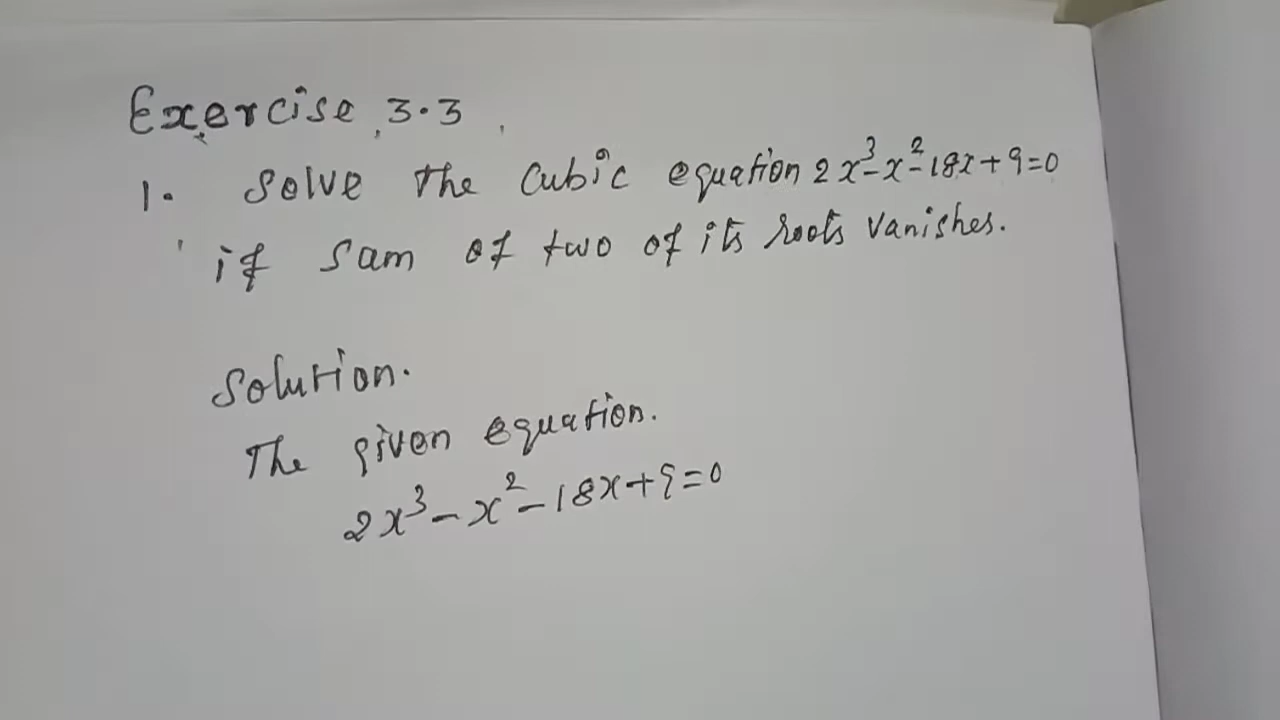 Exercise 3.3
1. Solve the cubic equation 2x³-x²-18x+9=0
if sam of two of its roots vanishes.
Solution.
The given equation.
2x³-x²-18x+9=0